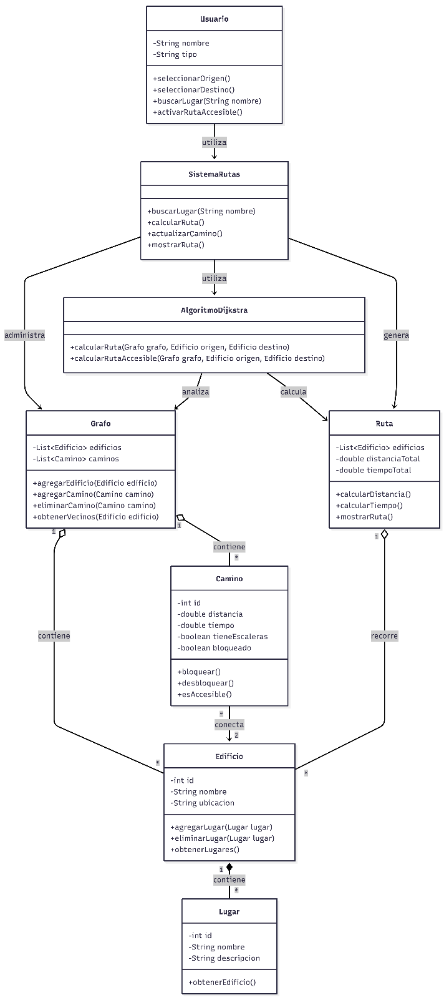 Usuario
-String nombre
-String tipo
+seleccionarOrigen()
+seleccionarDestino()
+buscarLugar(String nombre)
+activarRutaAccesible()
utiliza
SistemaRutas
+buscarLugar(String nombre)
+calcularRuta()
+actualizarCamino()
+mostrarRuta()
utiliza
administra
genera
AlgoritmoDijkstra
+calcularRuta(Grafo grafo, Edificio origen, Edificio destino)
+calcularRutaAccesible(Grafo grafo, Edificio origen, Edificio destino)
analiza
calcula
Grafo
-List<Edificio> edificios
-List<Camino> caminos
+agregarEdificio(Edificio edificio)
+agregarCamino(Camino camino)
+eliminarCamino(Camino camino)
+obtenerVecinos(Edificio edificio)
Ruta
-List<Edificio> edificios
-double distanciaTotal
-double tiempoTotal
+calcularDistancia()
+calcularTiempo()
+mostrarRuta()
1
1
1
contiene
*
Camino
-int id
-double distancia
-double tiempo
-boolean tieneEscaleras
-boolean bloqueado
+bloquear()
+desbloquear()
+esAccesible()
contiene
recorre
*
conecta
2
*
*
Edificio
-int id
-String nombre
-String ubicacion
+agregarLugar(Lugar lugar)
+eliminarLugar(Lugar lugar)
+obtenerLugares()
1
contiene
*
Lugar
-int id
-String nombre
-String descripcion
+obtenerEdificio()